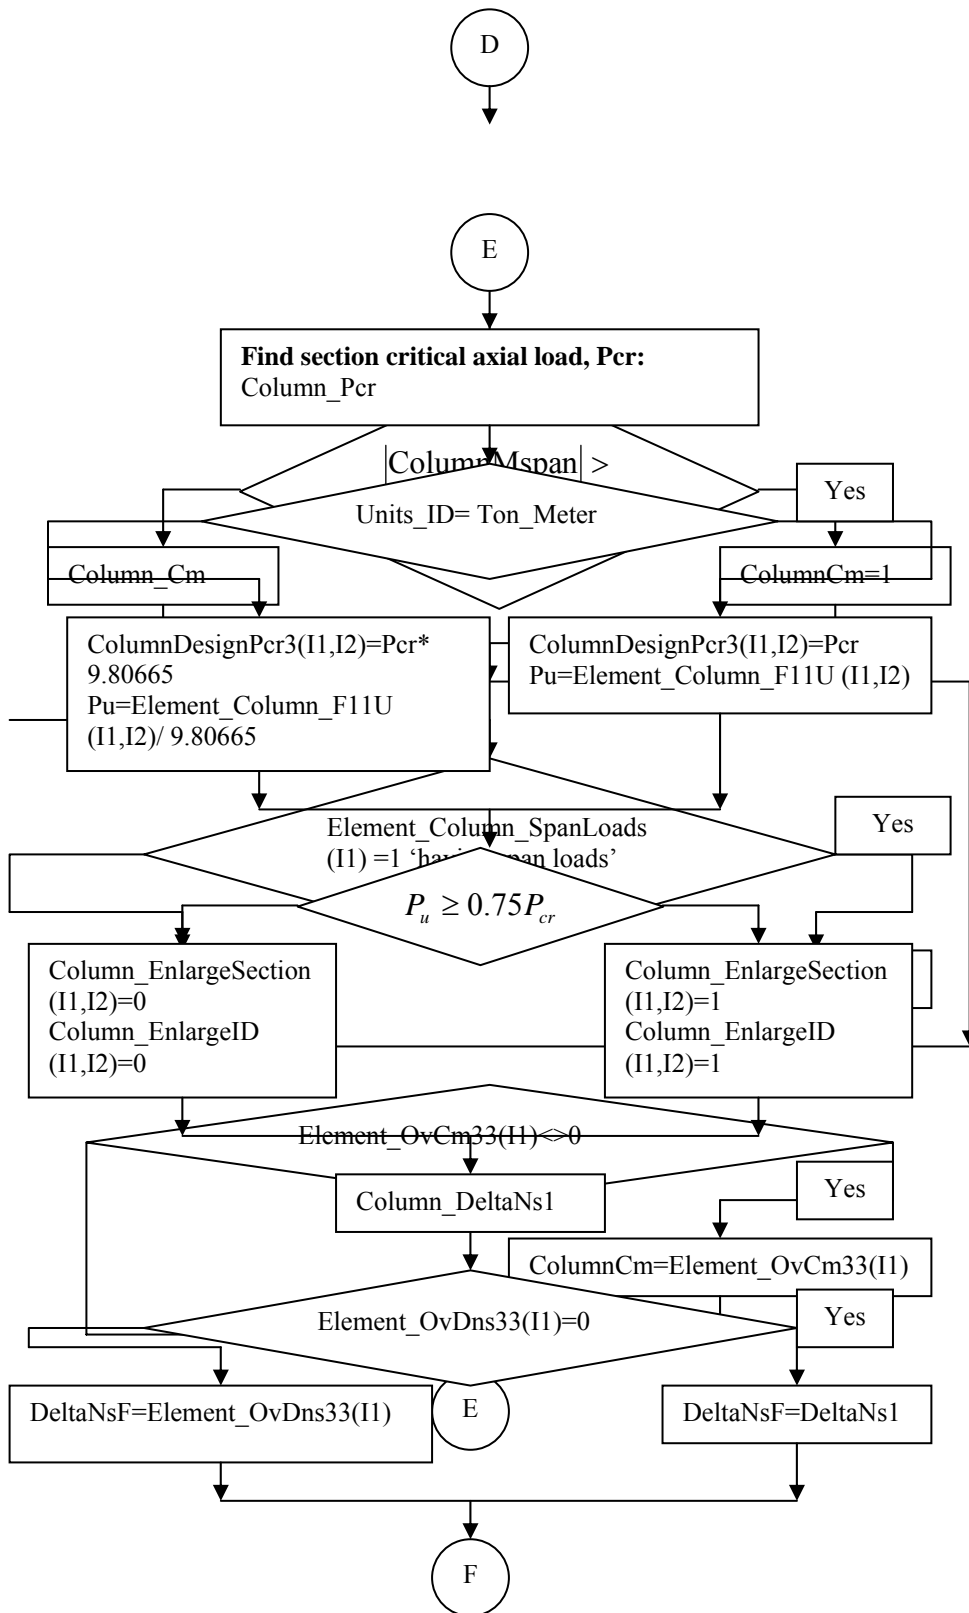 D
E
Find section critical axial load, Pcr:
Column_Pcr
|ColumnMspan| >
Yes
Units_ID= Ton_Meter
Column_Cm
ColumnCm=1
ColumnDesignPcr3(I1,I2)=Pcr*
9.80665
Pu=Element_Column_F11U
(I1,I2)/ 9.80665
ColumnDesignPcr3(I1,I2)=Pcr
Pu=Element_Column_F11U (I1,I2)
Element_Column_SpanLoads
(I1) =1 ‘having span loads’
Yes
P_u ≥ 0.75P_cr
Column_EnlargeSection
(I1,I2)=0
Column_EnlargeID
(I1,I2)=0
Column_EnlargeSection
(I1,I2)=1
Column_EnlargeID
(I1,I2)=1
Element_OvCm33(I1)<>0
Yes
Column_DeltaNs1
ColumnCm=Element_OvCm33(I1)
Element_OvDns33(I1)=0
Yes
DeltaNsF=Element_OvDns33(I1)
E
DeltaNsF=DeltaNs1
F